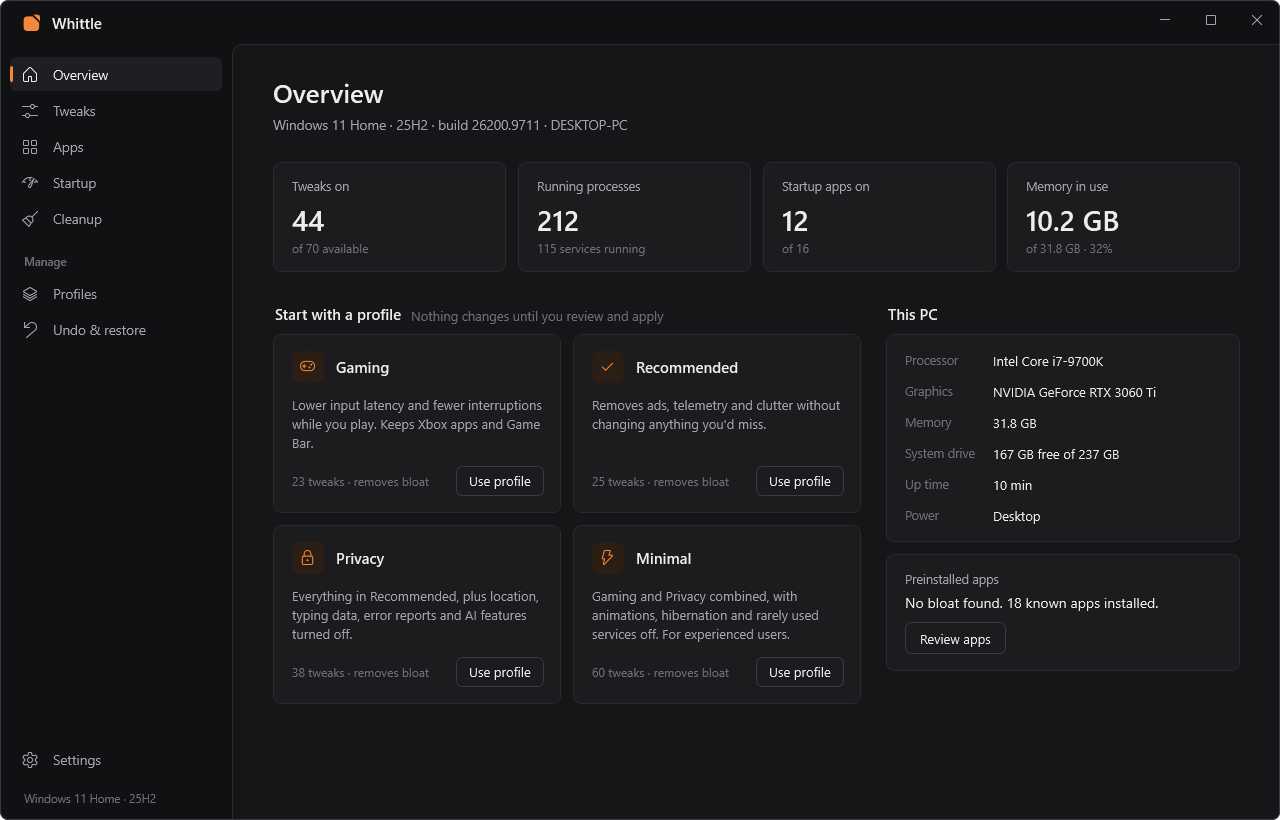 Whittle
Overview
Tweaks
Apps
Startup
Cleanup
Manage
Profiles
Undo & restore
Settings
Windows 11 Home · 25H2
Overview
Windows 11 Home · 25H2 · build 26200.9711 · DESKTOP-PC
Tweaks on
44
of 70 available
Running processes
212
115 services running
Startup apps on
12
of 16
Memory in use
10.2 GB
of 31.8 GB · 32%
Start with a profile Nothing changes until you review and apply
Gaming
Lower input latency and fewer interruptions
while you play. Keeps Xbox apps and Game
Bar.
23 tweaks · removes bloat
Use profile
Recommended
Removes ads, telemetry and clutter without
changing anything you'd miss.
25 tweaks · removes bloat
Use profile
Privacy
Everything in Recommended, plus location,
typing data, error reports and AI features
turned off.
38 tweaks · removes bloat
Use profile
Minimal
Gaming and Privacy combined, with
animations, hibernation and rarely used
services off. For experienced users.
60 tweaks · removes bloat
Use profile
This PC
Processor Intel Core i7-9700K
Graphics NVIDIA GeForce RTX 3060 Ti
Memory 31.8 GB
System drive 167 GB free of 237 GB
Up time 10 min
Power Desktop
Preinstalled apps
No bloat found. 18 known apps installed.
Review apps